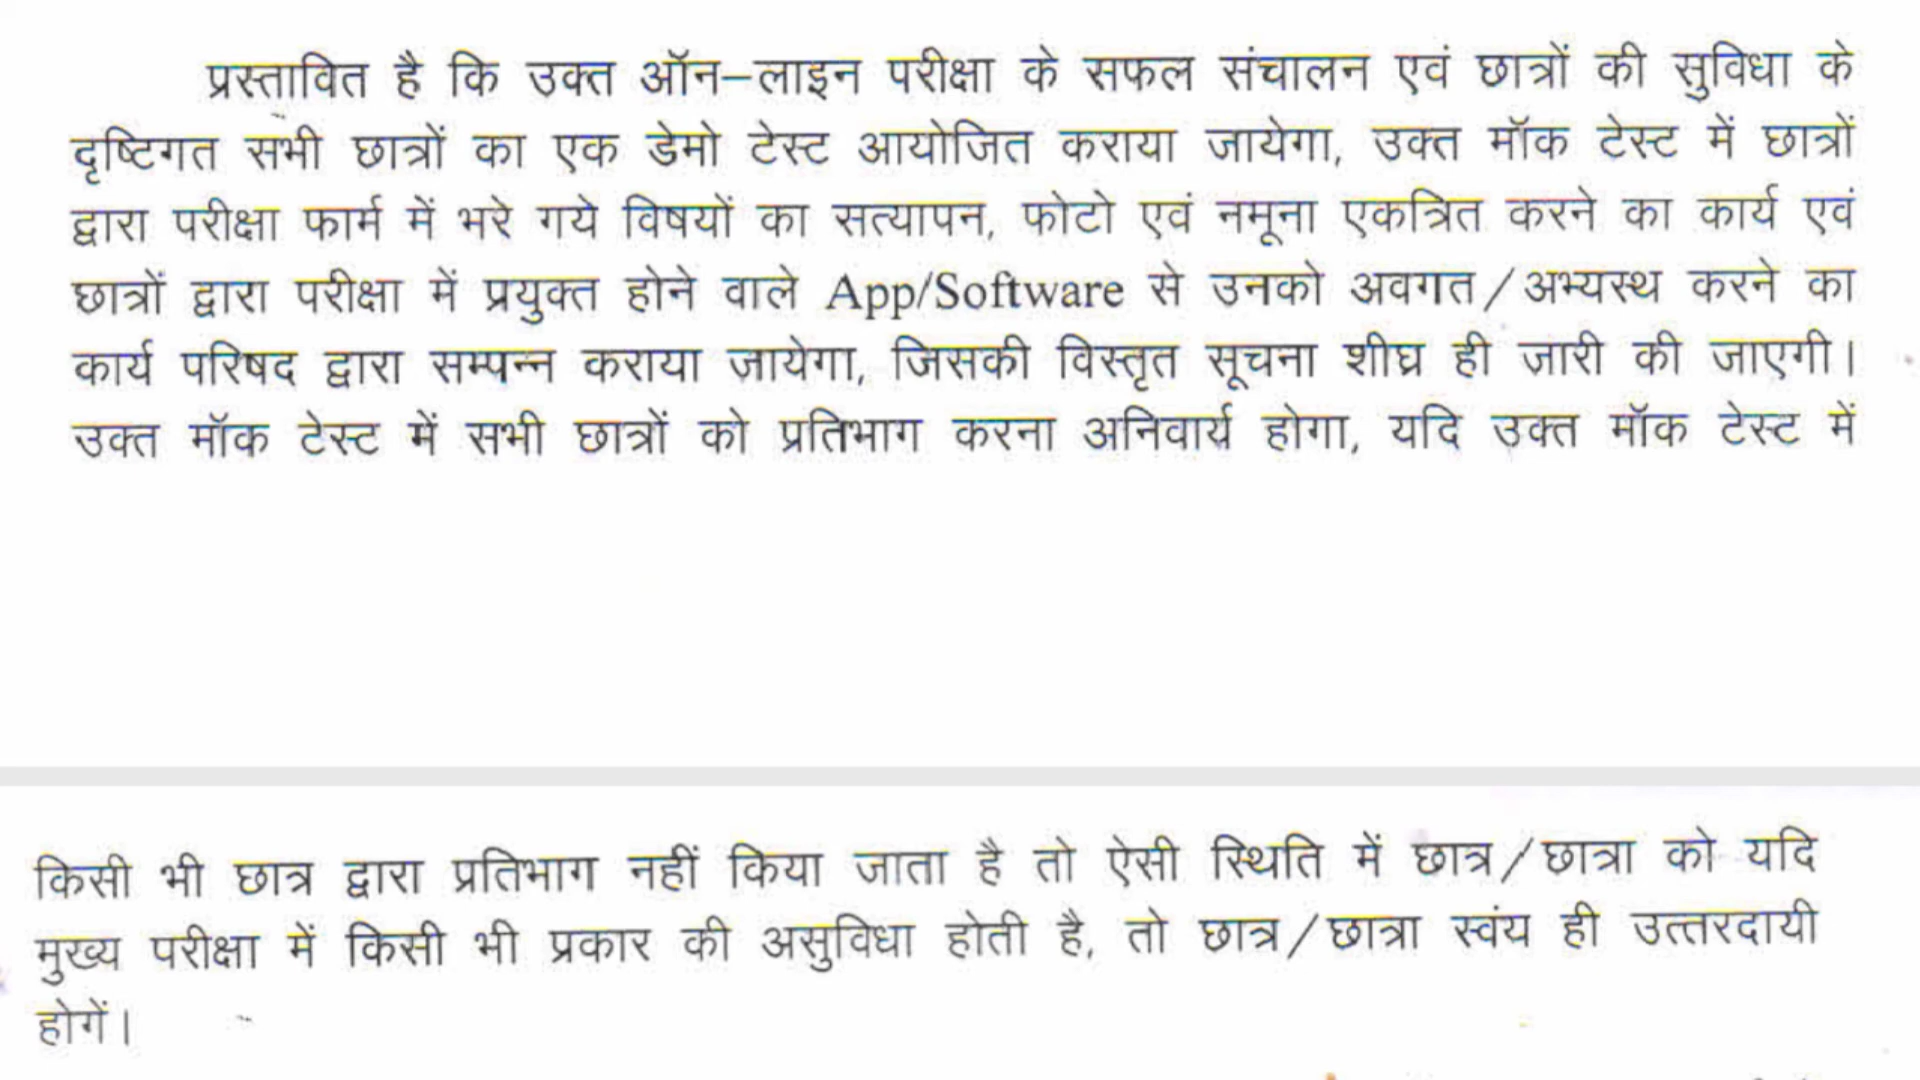 प्रस्तावित है कि उक्त ऑन–लाइन परीक्षा के सफल संचालन एवं छात्रों की सुविधा के
दृष्टिगत सभी छात्रों का एक डेमो टेस्ट आयोजित कराया जायेगा, उक्त मॉक टेस्ट में छात्रों
द्वारा परीक्षा फार्म में भरे गये विषयों का सत्यापन, फोटो एवं नमूना एकत्रित करने का कार्य एवं
छात्रों द्वारा परीक्षा में प्रयुक्त होने वाले App/Software से उनको अवगत/अभ्यस्थ करने का
कार्य परिषद द्वारा सम्पन्न कराया जायेगा, जिसकी विस्तृत सूचना शीघ्र ही जारी की जाएगी।
उक्त मॉक टेस्ट में सभी छात्रों को प्रतिभाग करना अनिवार्य होगा, यदि उक्त मॉक टेस्ट में
किसी भी छात्र द्वारा प्रतिभाग नहीं किया जाता है तो ऐसी स्थिति में छात्र/छात्रा को यदि
मुख्य परीक्षा में किसी भी प्रकार की असुविधा होती है, तो छात्र/छात्रा स्वंय ही उत्तरदायी
होगें।